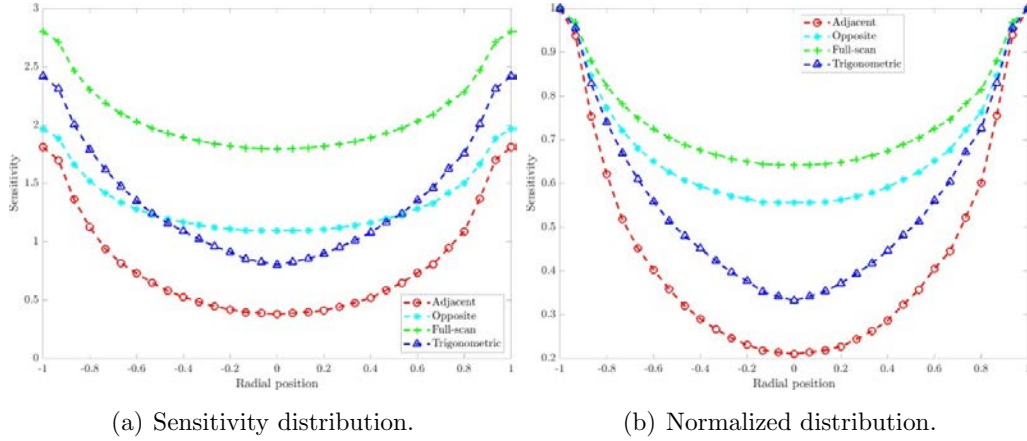 3
2.5
2
1.5
1
0.5
0
Sensitivity
-1 -0.8 -0.6 -0.4 -0.2 0 0.2 0.4 0.6 0.8 1
Radial position
Adjacent
Opposite
Full-scan
Trigonometric
(a) Sensitivity distribution.
1
0.9
0.8
0.7
0.6
0.5
0.4
0.3
0.2
Sensitivity
-1 -0.8 -0.6 -0.4 -0.2 0 0.2 0.4 0.6 0.8 1
Radial position
Adjacent
Opposite
Full-scan
Trigonometric
(b) Normalized distribution.